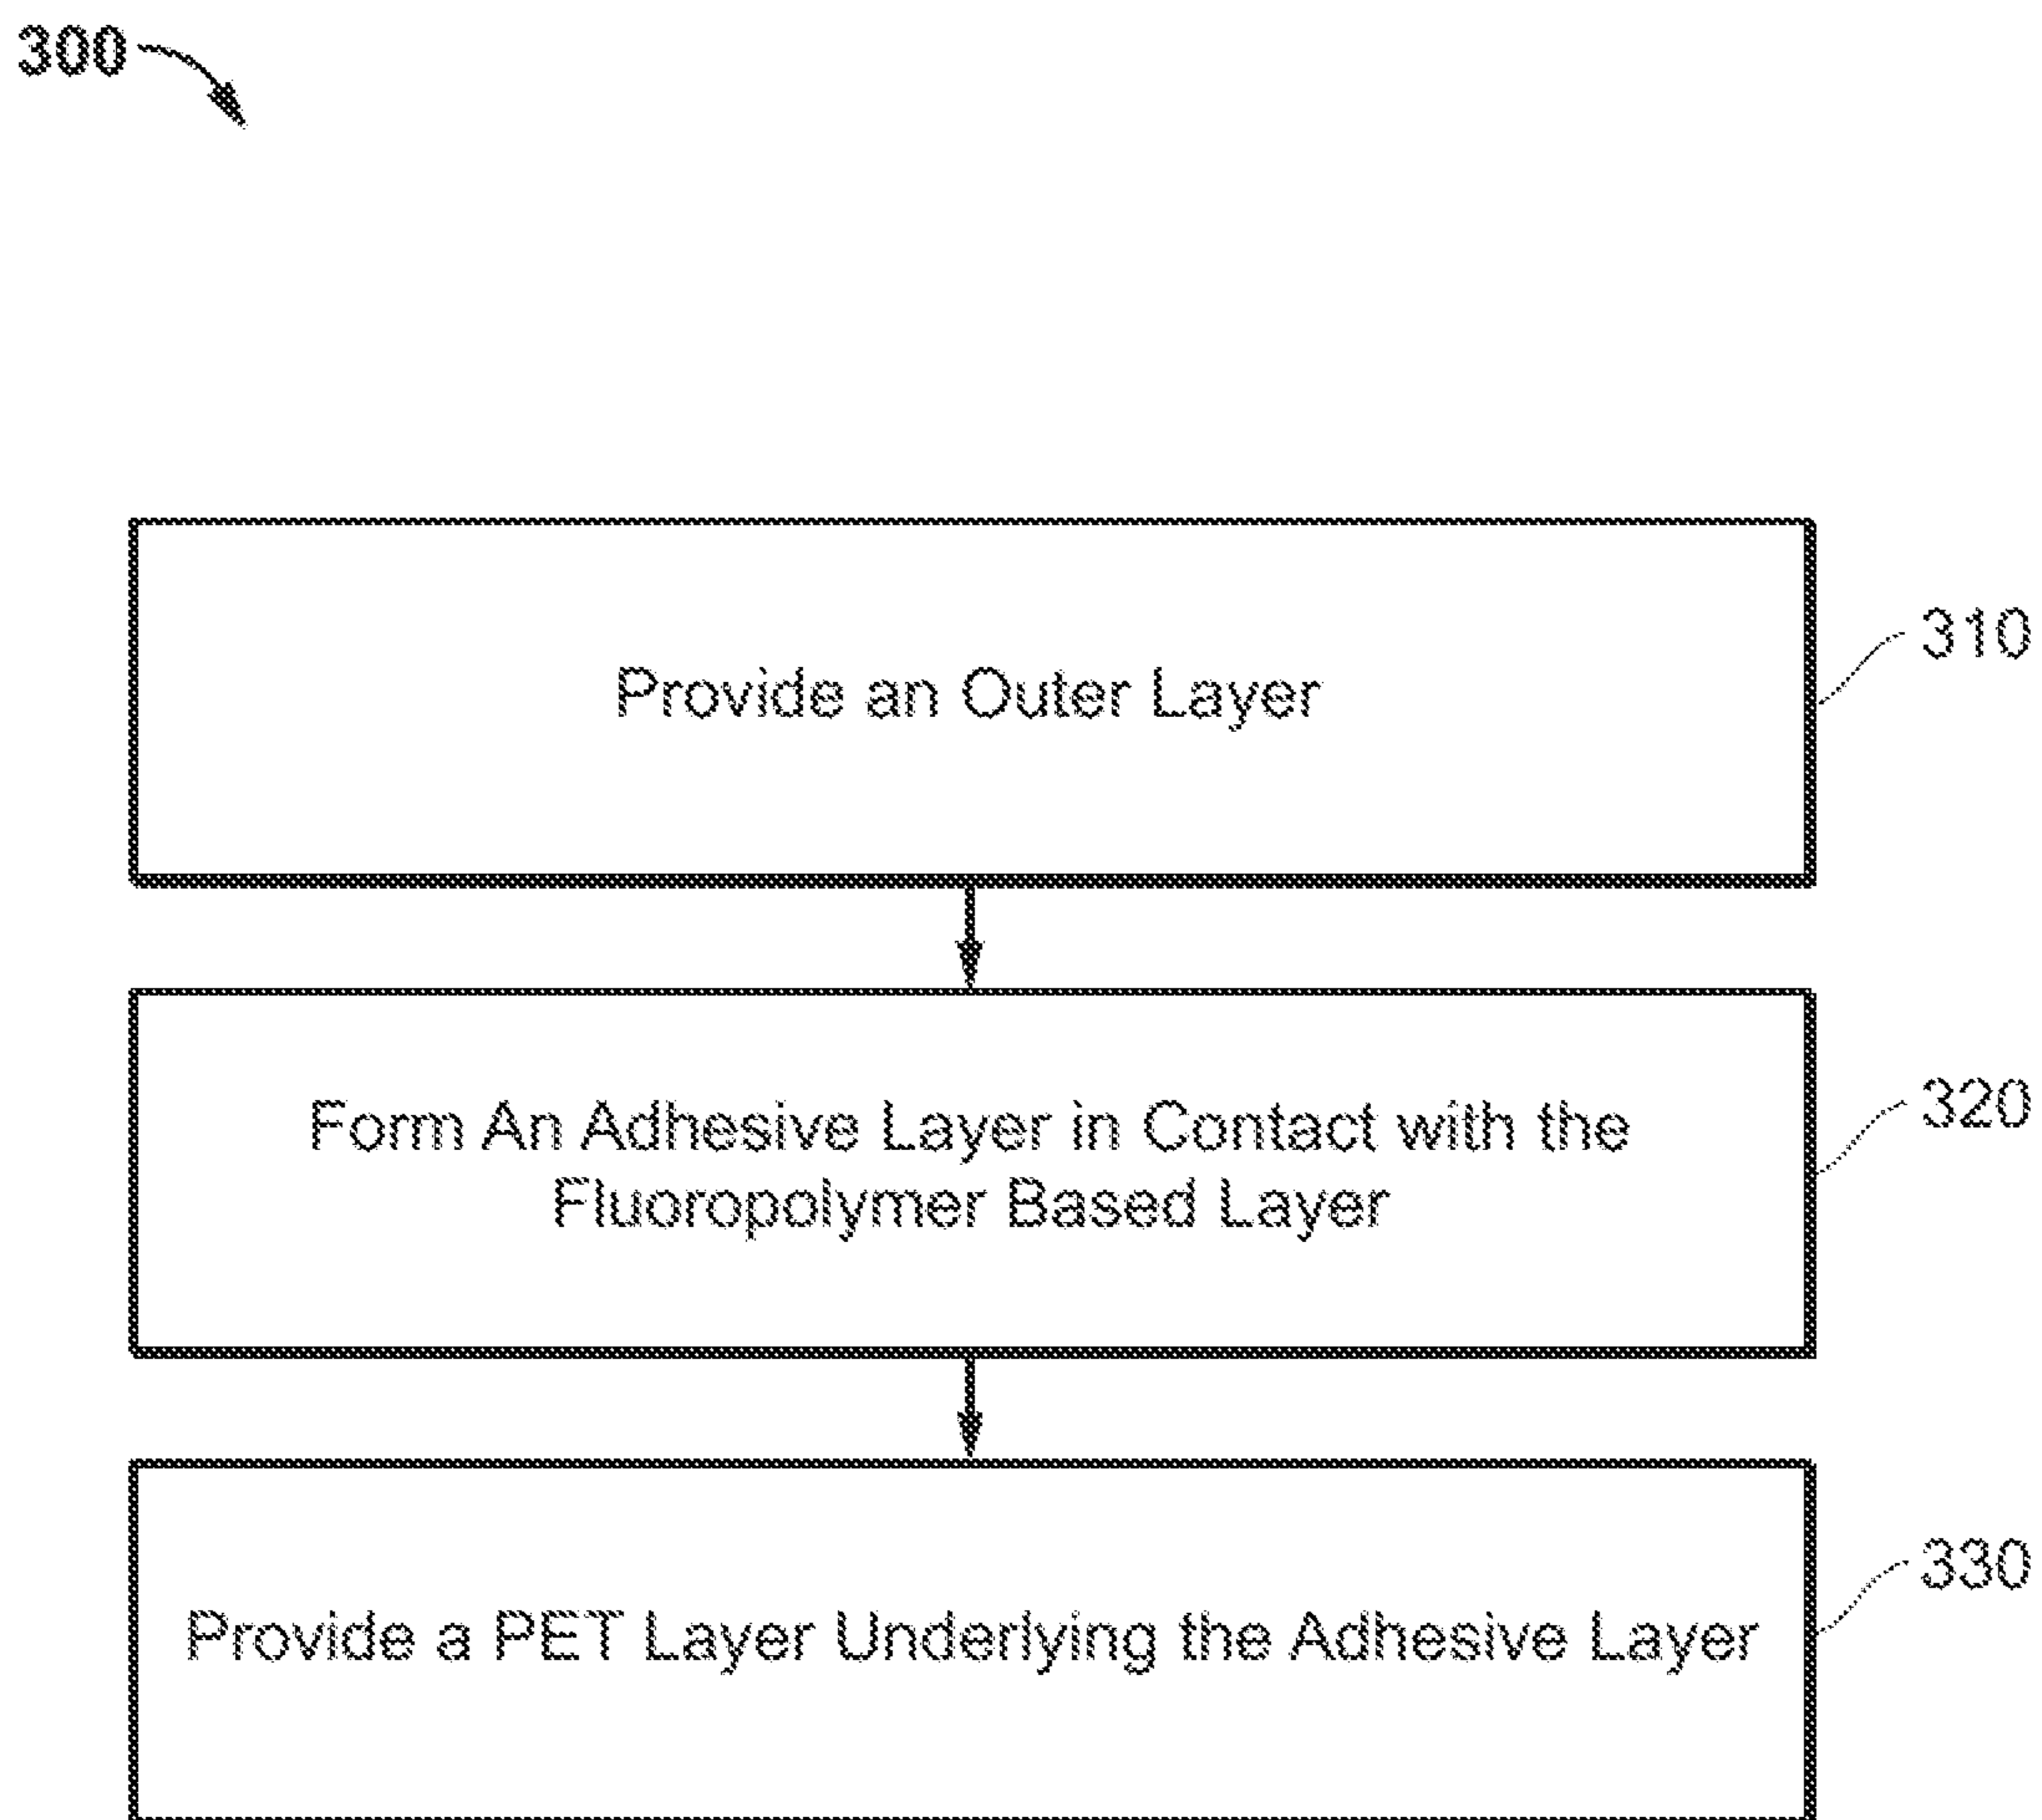 300
Provide an Outer Layer
310
Form An Adhesive Layer in Contact with the
Fluoropolymer Based Layer
320
Provide a PET Layer Underlying the Adhesive Layer
330